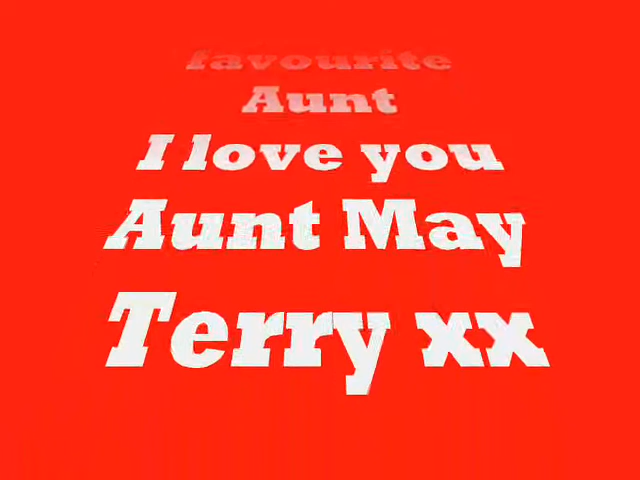 favourite
Aunt
I love you
Aunt May
Terry xx